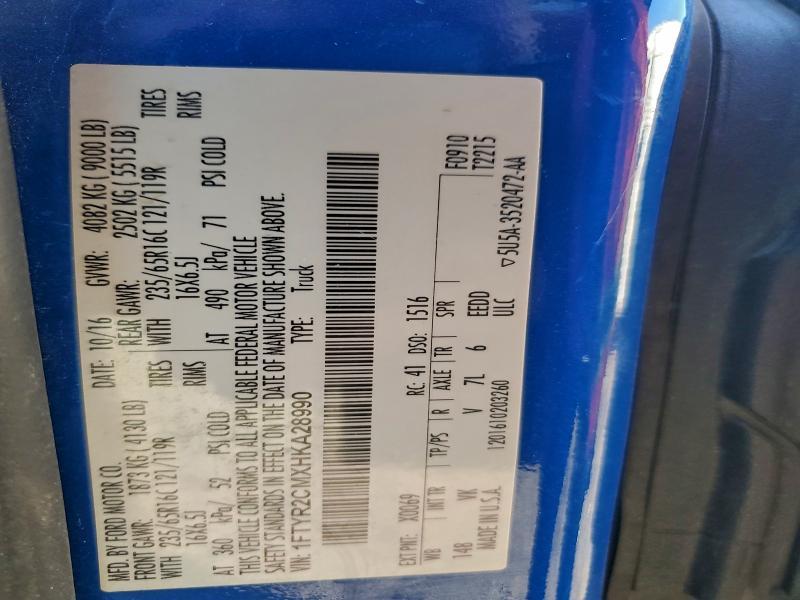 MFD. BY FORD MOTOR CO. DATE: 10/16 GVWR: 4082 KG ( 9000 LB)
FRONT GAWR: 1873 KG ( 4130 LB) REAR GAWR: 2502 KG ( 5515 LB)
WITH 235/65R16C 121/119R TIRES WITH 235/65R16C 121/119R TIRES
16X6.5J RIMS 16X6.5J RIMS
AT 360 kPa/ 52 PSI COLD AT 490 kPa/ 71 PSI COLD
THIS VEHICLE CONFORMS TO ALL APPLICABLE FEDERAL MOTOR VEHICLE
SAFETY STANDARDS IN EFFECT ON THE DATE OF MANUFACTURE SHOWN ABOVE.
VIN: 1FTYR2CMXHKA28990 TYPE: Truck
EXT PNT: X0069 RC: 41 DSO: 1516 F0910
T2215
WB INT TR TP/PS R AXLE TR SPR
148 VK V 7L 6 EEDD
MADE IN U.S.A. 1201610203260 ULC ▽5U5A-3520472-AA